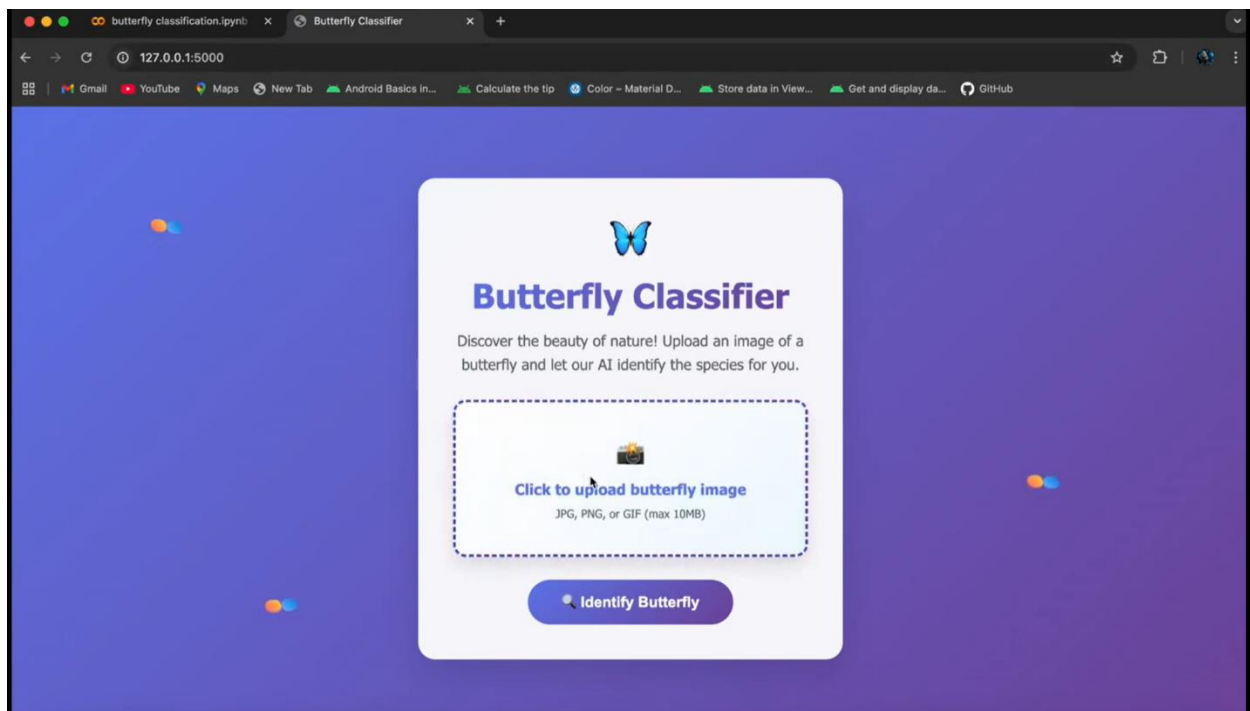 butterfly classification.ipynb
Butterfly Classifier
127.0.0.1:5000
Gmail
YouTube
Maps
New Tab
Android Basics in...
Calculate the tip
Color – Material D...
Store data in View...
Get and display da...
GitHub
Butterfly Classifier
Discover the beauty of nature! Upload an image of a
butterfly and let our AI identify the species for you.
Click to upload butterfly image
JPG, PNG, or GIF (max 10MB)
Identify Butterfly